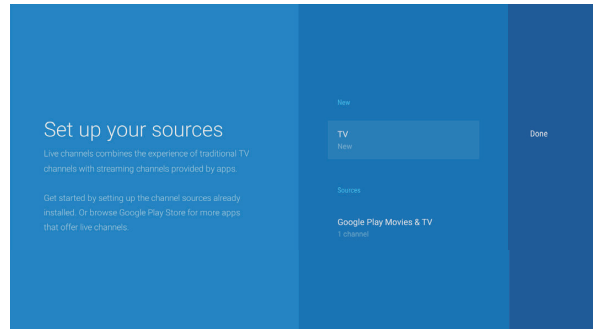 Set up your sources
Live channels combines the experience of traditional TV
channels with streaming channels provided by apps.
Get started by setting up the channel sources already
installed. Or browse Google Play Store for more apps
that offer live channels.
New
TV
New
Sources
Google Play Movies & TV
1 channel
Done